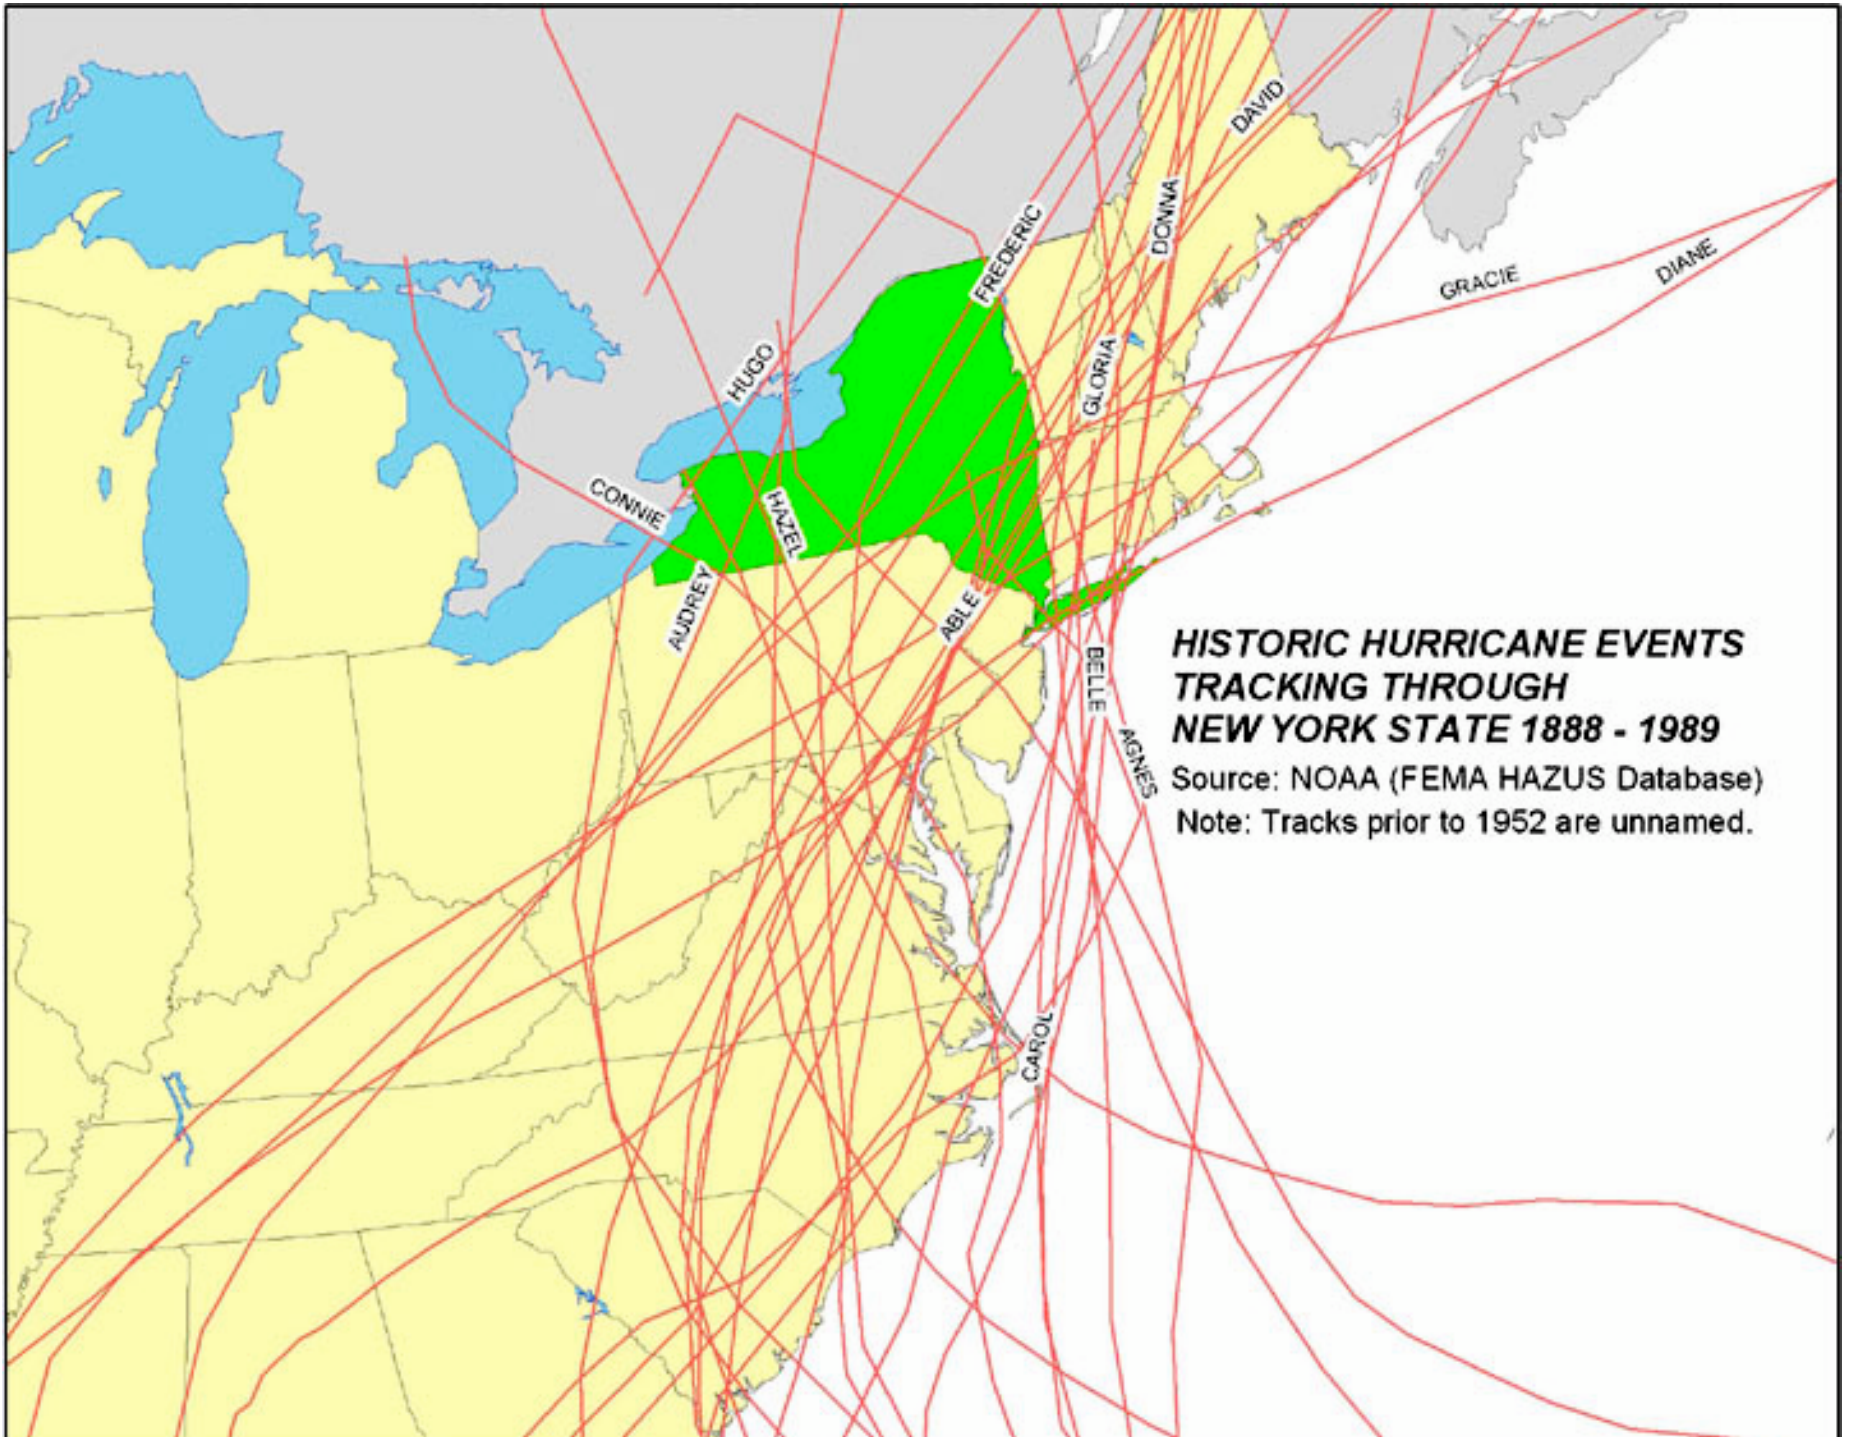 DAVID
DONNA
FREDERIC
GRACIE
DIANE
HUGO
GLORIA
CONNIE
HAZEL
AUDREY
ABLE
BELLE
AGNES
CAROL
HISTORIC HURRICANE EVENTS
TRACKING THROUGH
NEW YORK STATE 1888 - 1989
Source: NOAA (FEMA HAZUS Database)
Note: Tracks prior to 1952 are unnamed.